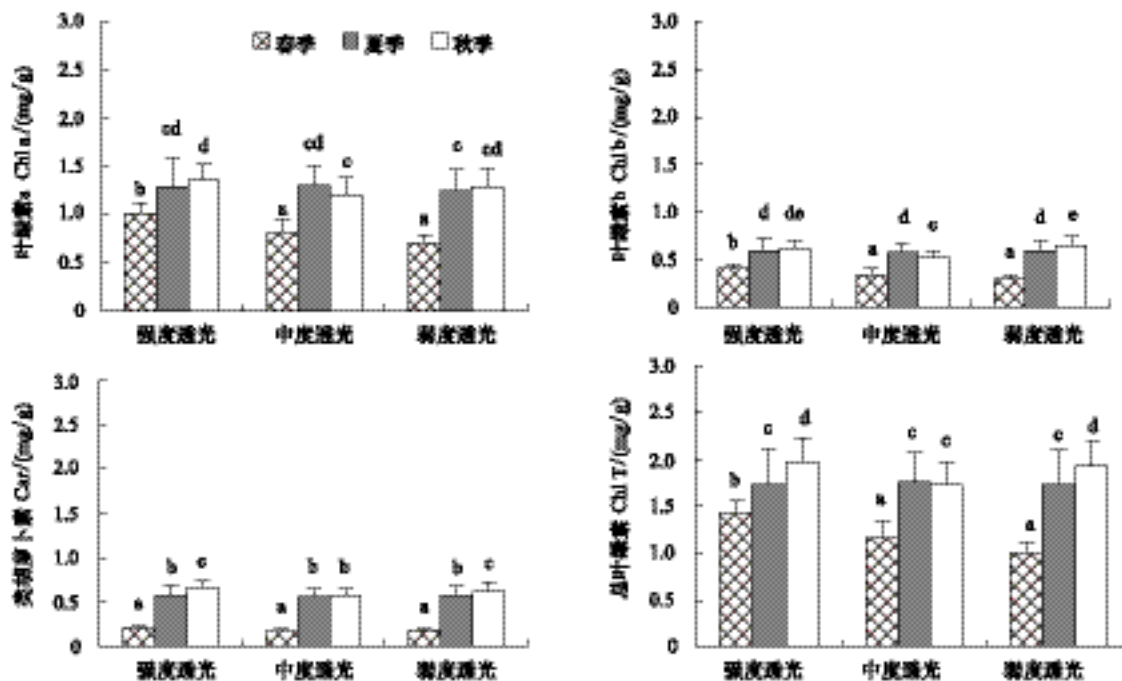 春季 夏季 秋季
叶绿素a Chl a/(mg/g)
3.0
2.5
2.0
1.5
1.0
0.5
0
b cd d
a cd c
a c cd
强度透光 中度透光 弱度透光
叶绿素b Chl b/(mg/g)
3.0
2.5
2.0
1.5
1.0
0.5
0
b d de
a d c
a d e
强度透光 中度透光 弱度透光
类胡萝卜素 Car/(mg/g)
3.0
2.5
2.0
1.5
1.0
0.5
0
a b c
a b b
a b c
强度透光 中度透光 弱度透光
总叶绿素 Chl T/(mg/g)
3.0
2.5
2.0
1.5
1.0
0.5
0
b c d
a c c
a c d
强度透光 中度透光 弱度透光